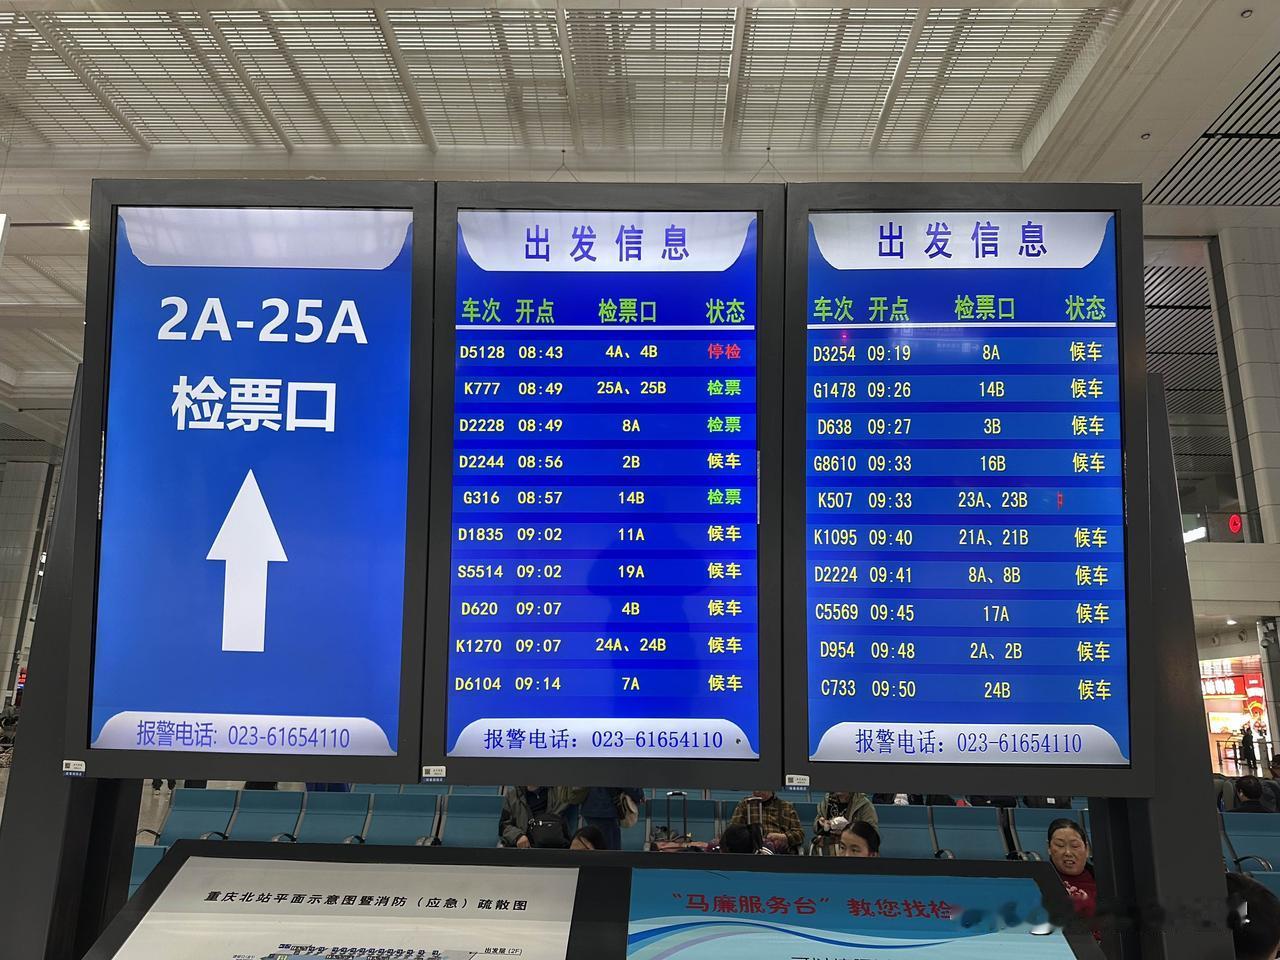 2A-25A
检票口
报警电话: 023-61654110
出发信息
车次 开点 检票口 状态
D5128 08:43 4A、4B 停检
K777 08:49 25A、25B 检票
D2228 08:49 8A 检票
D2244 08:56 2B 候车
G316 08:57 14B 检票
D1835 09:02 11A 候车
S5514 09:02 19A 候车
D620 09:07 4B 候车
K1270 09:07 24A、24B 候车
D6104 09:14 7A 候车
报警电话: 023-61654110
出发信息
车次 开点 检票口 状态
D3254 09:19 8A 候车
G1478 09:26 14B 候车
D638 09:27 3B 候车
G8610 09:33 16B 候车
K507 09:33 23A、23B
K1095 09:40 21A、21B 候车
D2224 09:41 8A、8B 候车
C5569 09:45 17A 候车
D954 09:48 2A、2B 候车
C733 09:50 24B 候车
报警电话: 023-61654110
重庆北站平面示意图暨消防（应急）疏散图
出发层（2F）
“马廉服务台”教您找检